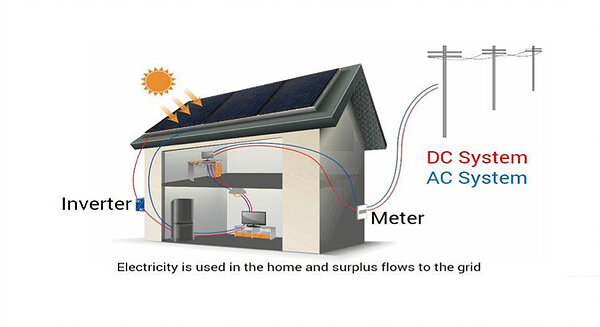 DC System
AC System
Inverter
Meter
Electricity is used in the home and surplus flows to the grid